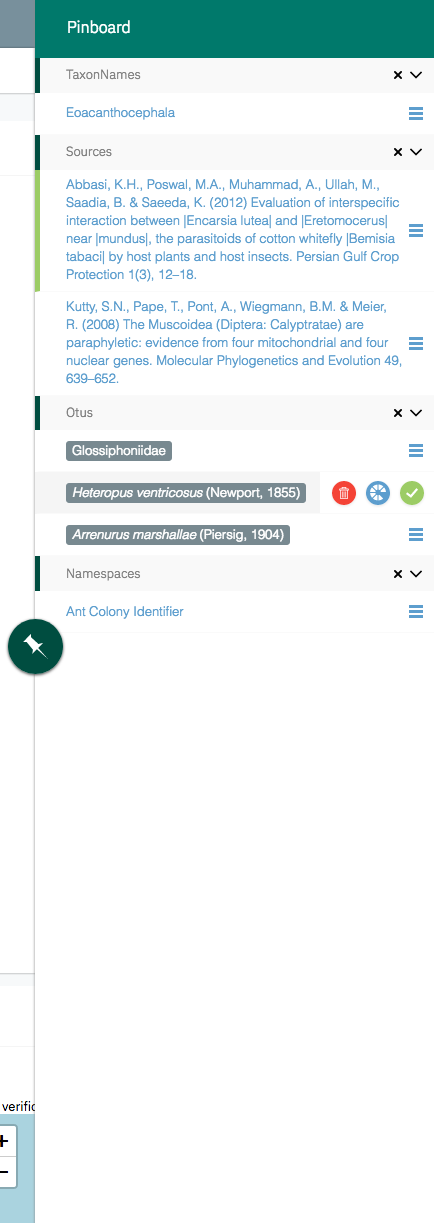 Pinboard
TaxonNames
Eoacanthocephala
Sources
Abbasi, K.H., Poswal, M.A., Muhammad, A., Ullah, M.,
Saadia, B. & Saeeda, K. (2012) Evaluation of interspecific
interaction between |Encarsia lutea| and |Eretomocerus|
near |mundus|, the parasitoids of cotton whitefly |Bemisia
tabaci| by host plants and host insects. Persian Gulf Crop
Protection 1(3), 12–18.
Kutty, S.N., Pape, T., Pont, A., Wiegmann, B.M. & Meier,
R. (2008) The Muscoidea (Diptera: Calyptratae) are
paraphyletic: evidence from four mitochondrial and four
nuclear genes. Molecular Phylogenetics and Evolution 49,
639–652.
Otus
Glossiphoniidae
Heteropus ventricosus (Newport, 1855)
Arrenurus marshallae (Piersig, 1904)
Namespaces
Ant Colony Identifier
verific
+
−